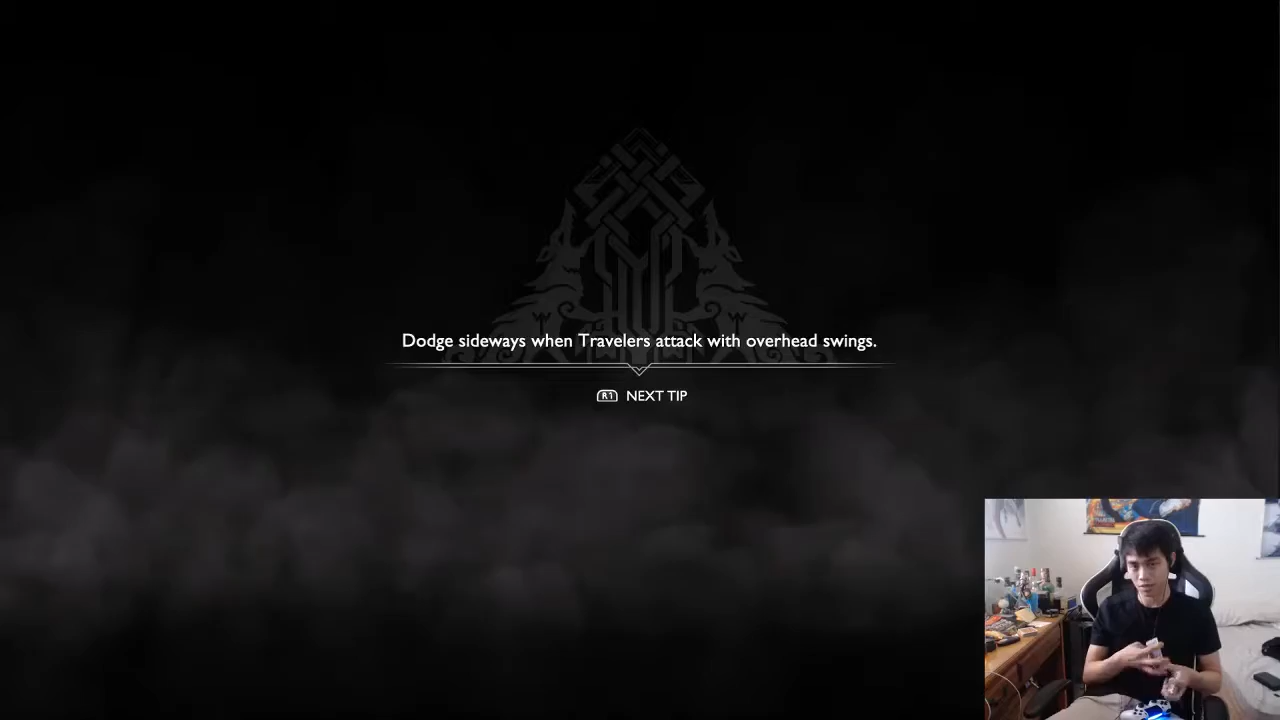 Dodge sideways when Travelers attack with overhead swings.
R1 NEXT TIP